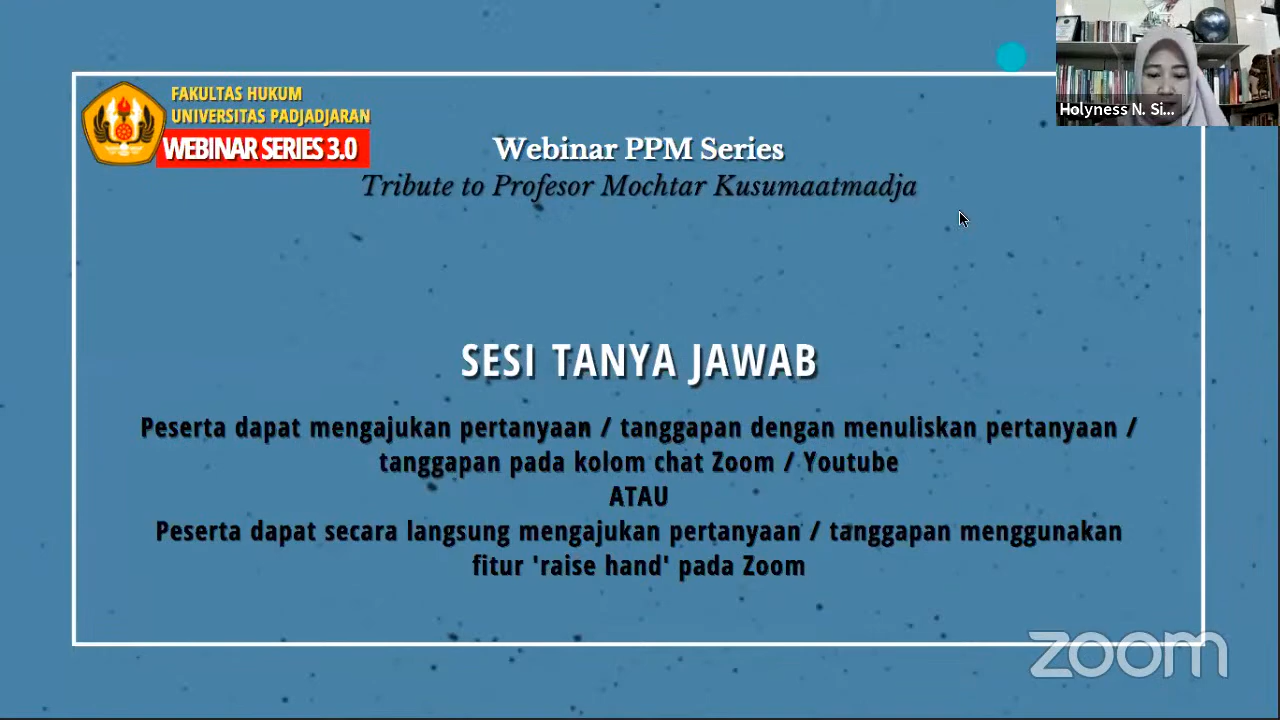 FAKULTAS HUKUM
UNIVERSITAS PADJADJARAN
WEBINAR SERIES 3.0
Holyness N. Si...
Webinar PPM Series
Tribute to Profesor Mochtar Kusumaatmadja
SESI TANYA JAWAB
Peserta dapat mengajukan pertanyaan / tanggapan dengan menuliskan pertanyaan /
tanggapan pada kolom chat Zoom / Youtube
ATAU
Peserta dapat secara langsung mengajukan pertanyaan / tanggapan menggunakan
fitur 'raise hand' pada Zoom
zoom